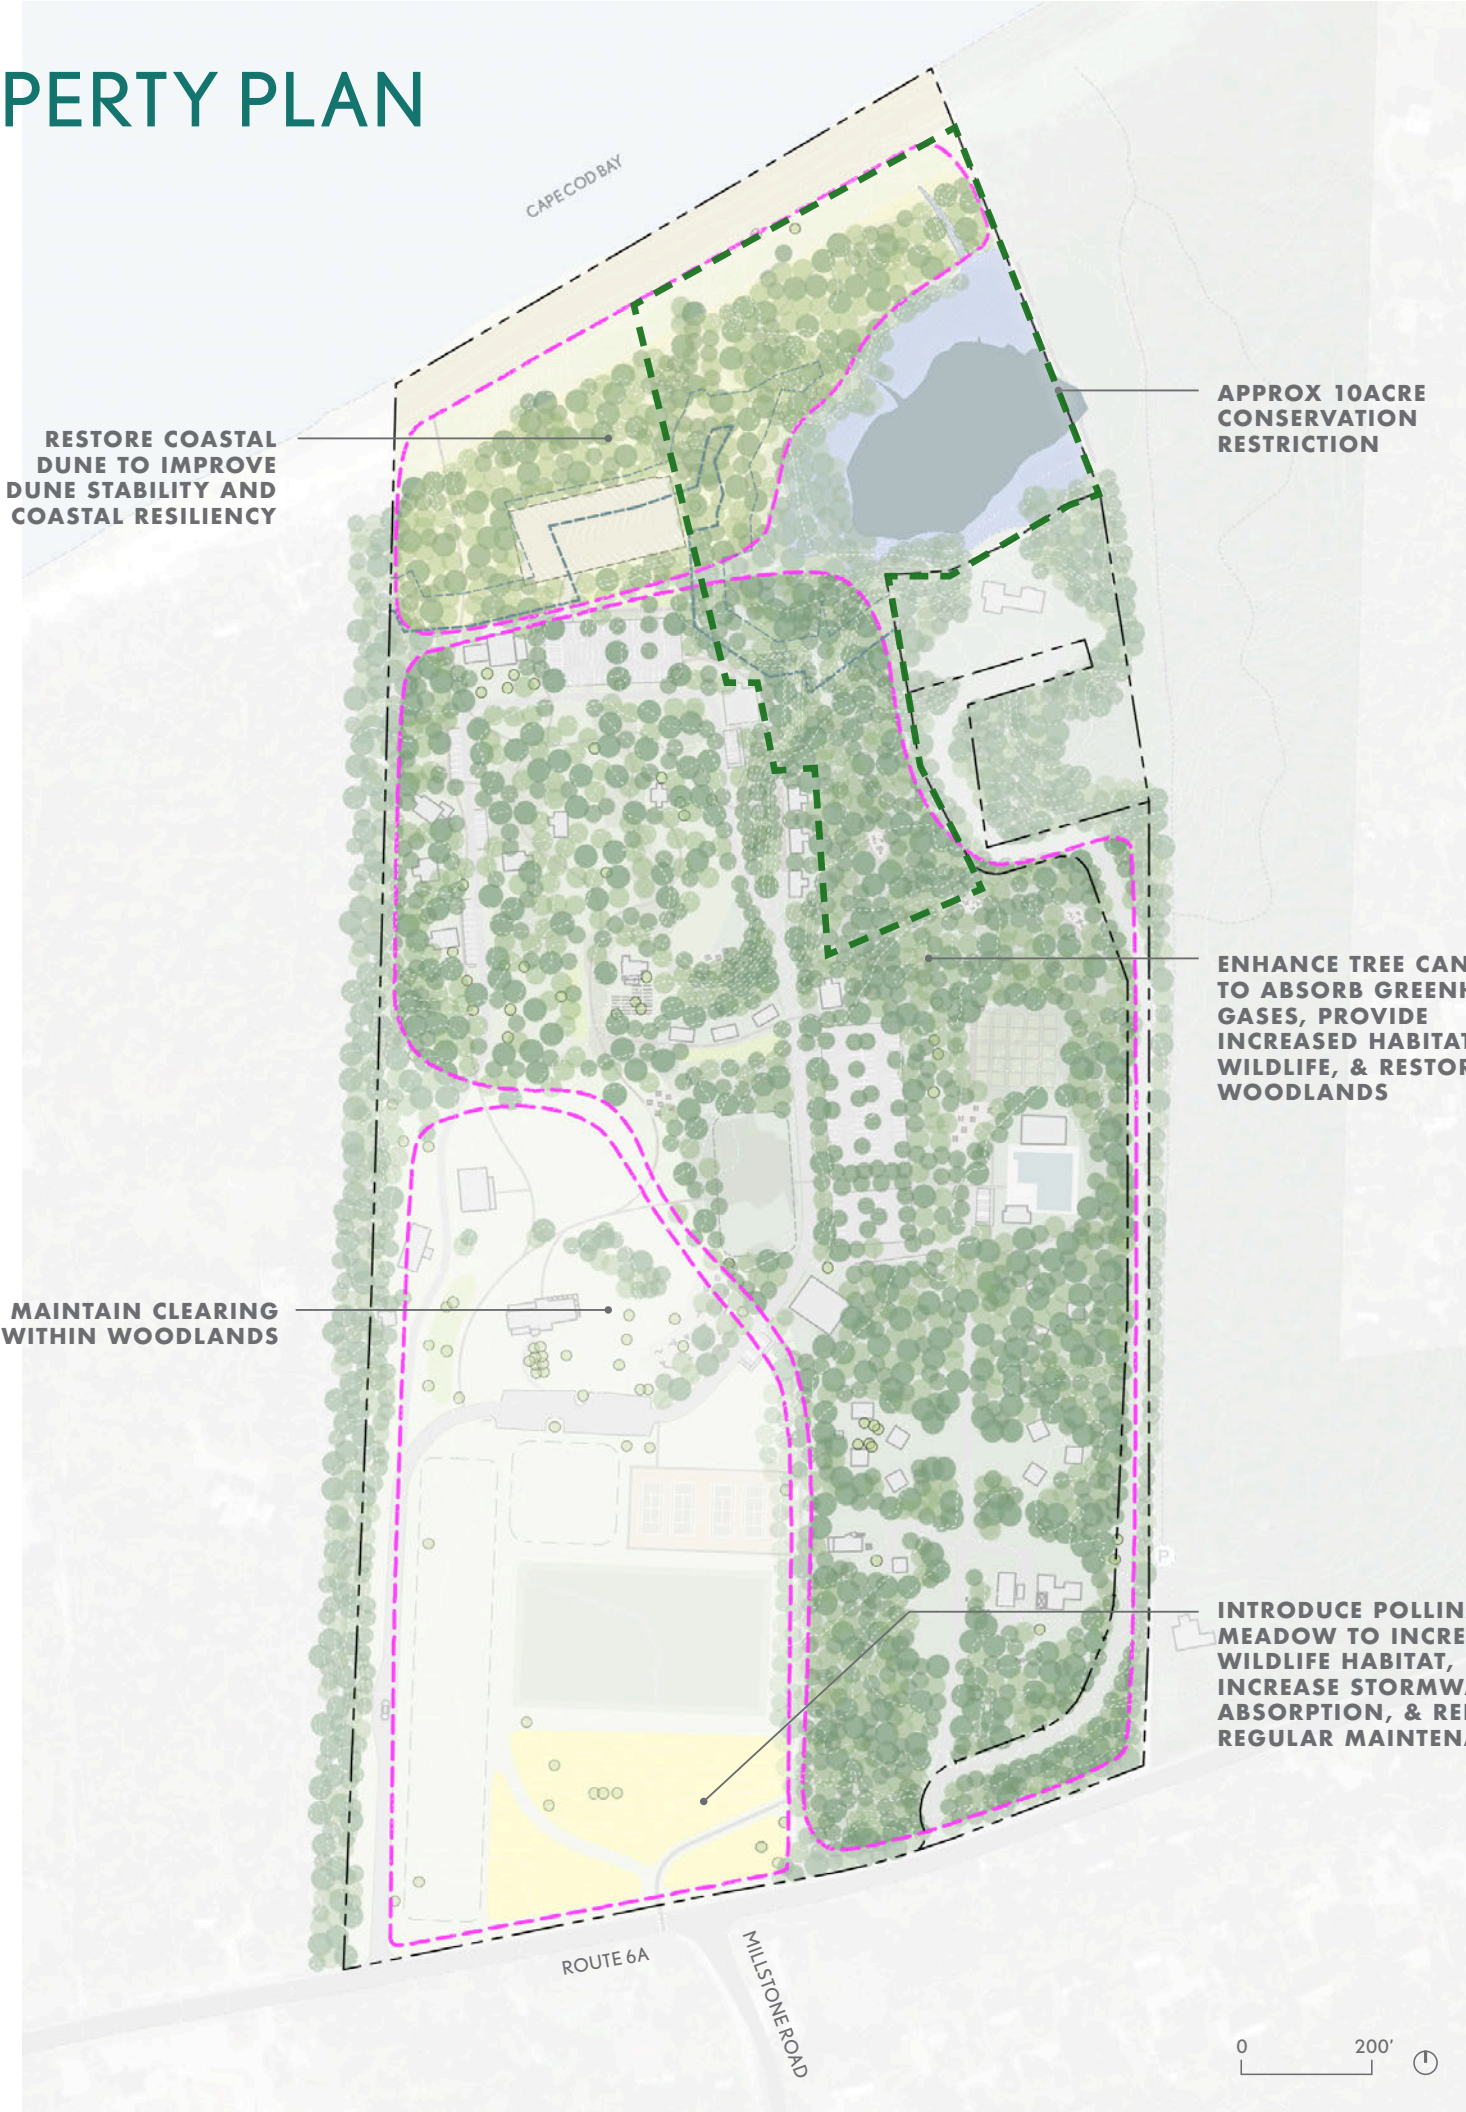 PERTY PLAN
CAPE COD BAY
RESTORE COASTAL
DUNE TO IMPROVE
DUNE STABILITY AND
COASTAL RESILIENCY
APPROX 10ACRE
CONSERVATION
RESTRICTION
ENHANCE TREE CAN
TO ABSORB GREENH
GASES, PROVIDE
INCREASED HABITAT
WILDLIFE, & RESTOR
WOODLANDS
MAINTAIN CLEARING
WITHIN WOODLANDS
P
INTRODUCE POLLIN
MEADOW TO INCRE
WILDLIFE HABITAT,
INCREASE STORMWA
ABSORPTION, & RE
REGULAR MAINTENA
ROUTE 6A
MILLSTONE ROAD
0 200'